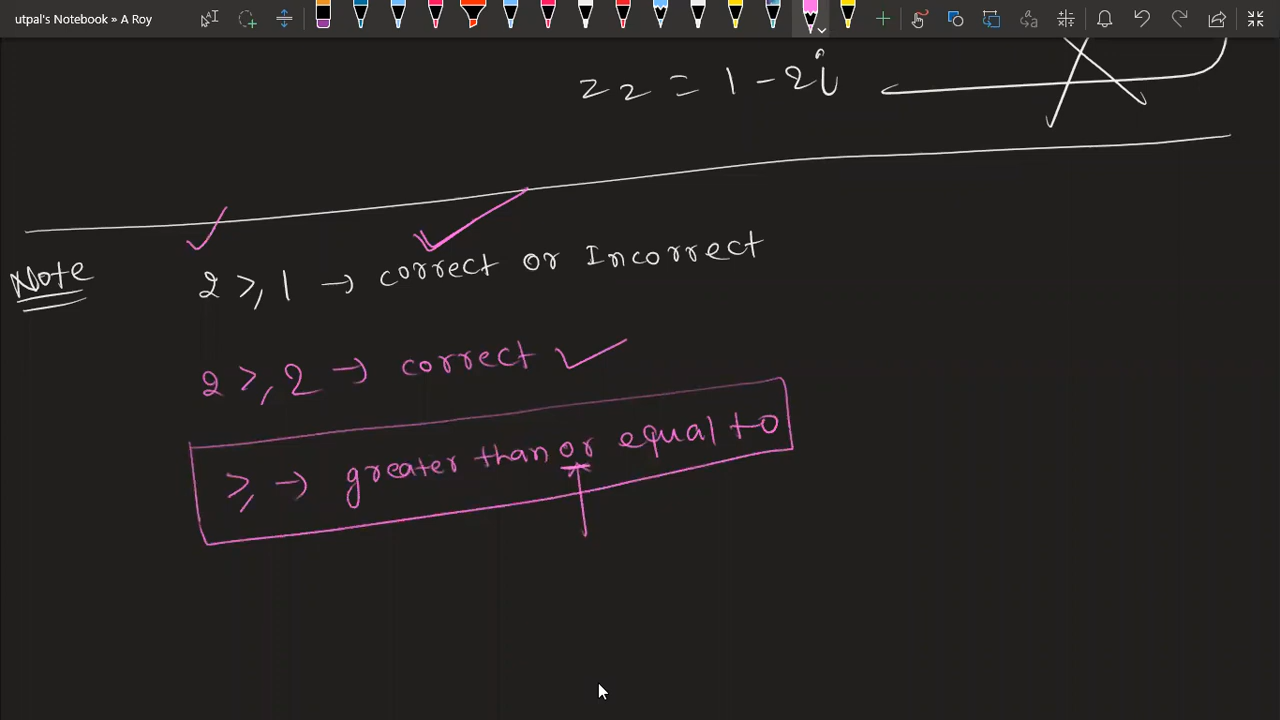 utpal's Notebook » A Roy
z2 = 1 - 2i
Note 2 ≥ 1 → correct or Incorrect
2 ≥ 2 → correct ✓
≥ → greater than or equal to